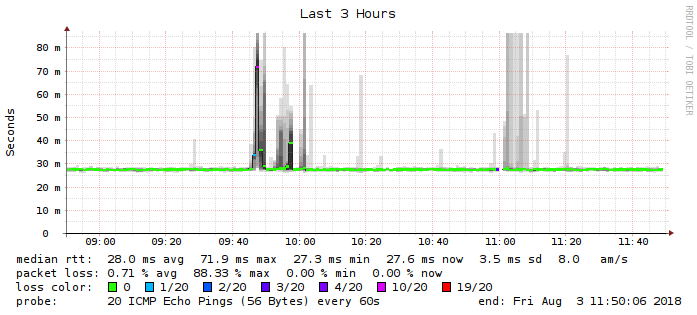 Last 3 Hours
RRDTOOL / TOBI OETIKER
Seconds
80 m
70 m
60 m
50 m
40 m
30 m
20 m
10 m
0
09:00 09:20 09:40 10:00 10:20 10:40 11:00 11:20 11:40
median rtt: 28.0 ms avg 71.9 ms max 27.3 ms min 27.6 ms now 3.5 ms sd 8.0 am/s
packet loss: 0.71 % avg 88.33 % max 0.00 % min 0.00 % now
loss color: 0 1/20 2/20 3/20 4/20 10/20 19/20
probe: 20 ICMP Echo Pings (56 Bytes) every 60s end: Fri Aug 3 11:50:06 2018